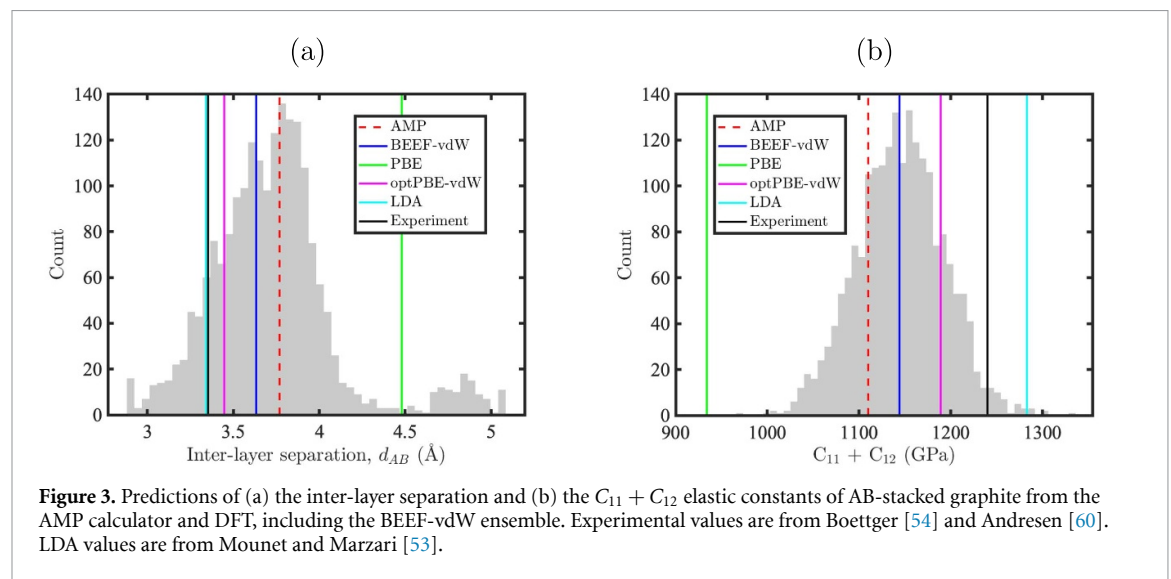 (a)
140
120
100
80
60
40
20
0
Count
AMP
BEEF-vdW
PBE
optPBE-vdW
LDA
Experiment
3 3.5 4 4.5 5
Inter-layer separation, d_AB (Å)
(b)
140
120
100
80
60
40
20
0
Count
AMP
BEEF-vdW
PBE
optPBE-vdW
LDA
Experiment
900 1000 1100 1200 1300
C₁₁ + C₁₂ (GPa)
Figure 3. Predictions of (a) the inter-layer separation and (b) the C₁₁ + C₁₂ elastic constants of AB-stacked graphite from the
AMP calculator and DFT, including the BEEF-vdW ensemble. Experimental values are from Boettger [54] and Andresen [60].
LDA values are from Mounet and Marzari [53].